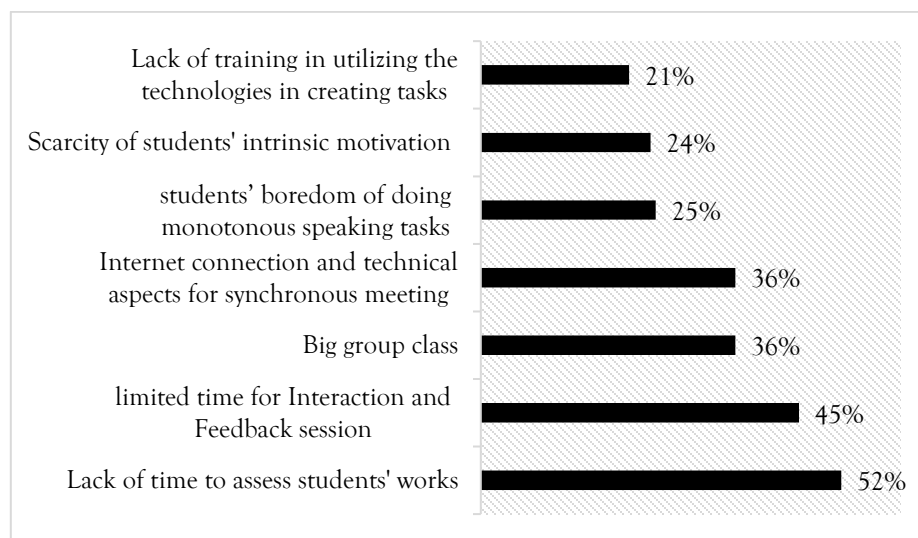 Lack of training in utilizing the
technologies in creating tasks
21%
Scarcity of students' intrinsic motivation
24%
students’ boredom of doing
monotonous speaking tasks
25%
Internet connection and technical
aspects for synchronous meeting
36%
Big group class
36%
limited time for Interaction and
Feedback session
45%
Lack of time to assess students' works
52%